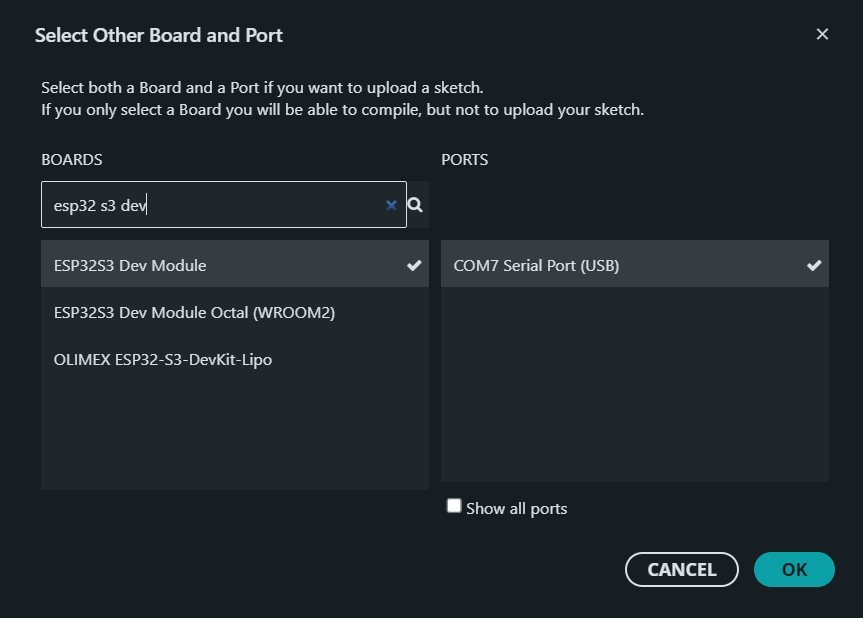 Select Other Board and Port
Select both a Board and a Port if you want to upload a sketch.
If you only select a Board you will be able to compile, but not to upload your sketch.
BOARDS
esp32 s3 dev
ESP32S3 Dev Module
ESP32S3 Dev Module Octal (WROOM2)
OLIMEX ESP32-S3-DevKit-Lipo
PORTS
COM7 Serial Port (USB)
Show all ports
CANCEL
OK